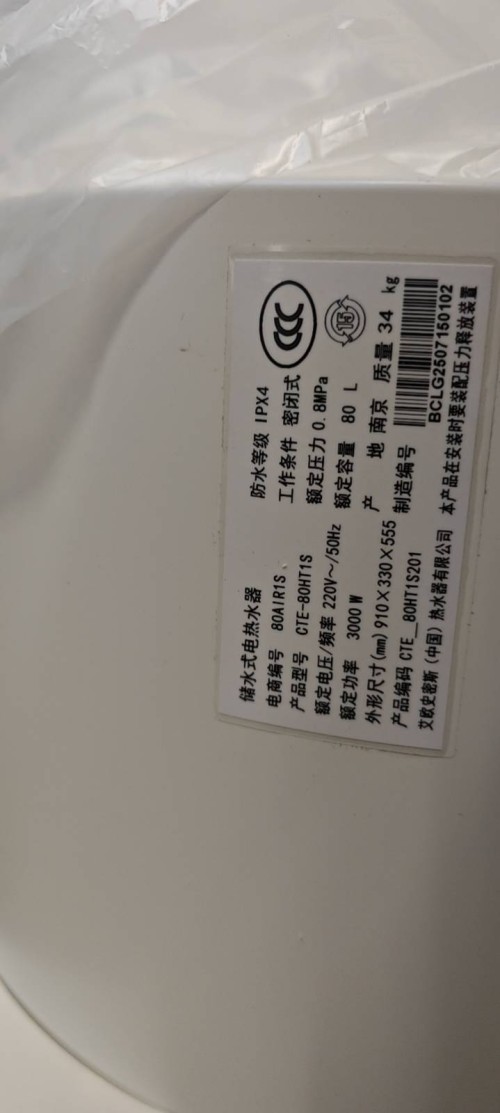 储水式电热水器
电商编号 80AIR1S
产品型号 CTE-80HT1S
额定电压/频率 220V～/50Hz
额定功率 3000 W
外形尺寸(mm) 910×330×555
产品编码 CTE__80HT1S201
艾欧史密斯（中国）热水器有限公司
防水等级 IPX4
工作条件 密闭式
额定压力 0.8MPa
额定容量 80 L
产 地 南京 质量 34 kg
制造编号
BCLG2507150102
本产品在安装时要装配压力释放装置
CCC
15